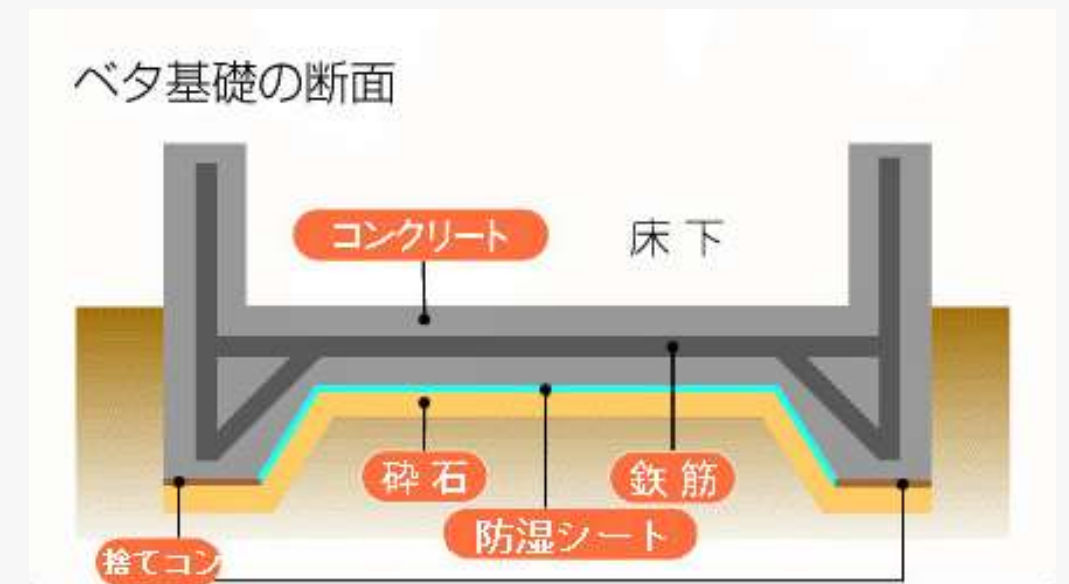 ベタ基礎の断面
コンクリート
床下
砕石
鉄筋
防湿シート
捨てコン